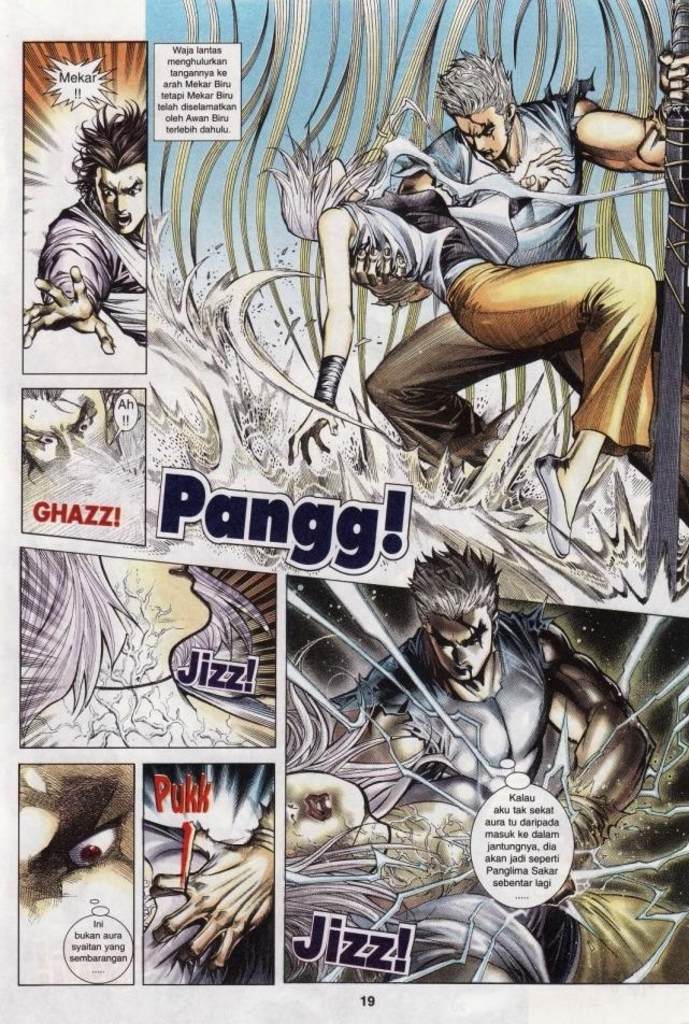 Mekar
!!
Waja lantas
menghulurkan
tangannya ke
arah Mekar Biru
tetapi Mekar Biru
telah diselamatkan
oleh Awan Biru
terlebih dahulu.
Ah
!!
GHAZZ!
Pangg!
Jizz!
Kalau
aku tak sekat
aura tu daripada
masuk ke dalam
jantungnya, dia
akan jadi seperti
Panglima Sakar
sebentar lagi
.....
Jizz!
Ini
bukan aura
syaitan yang
sembarangan
.....
Pukk
!
19